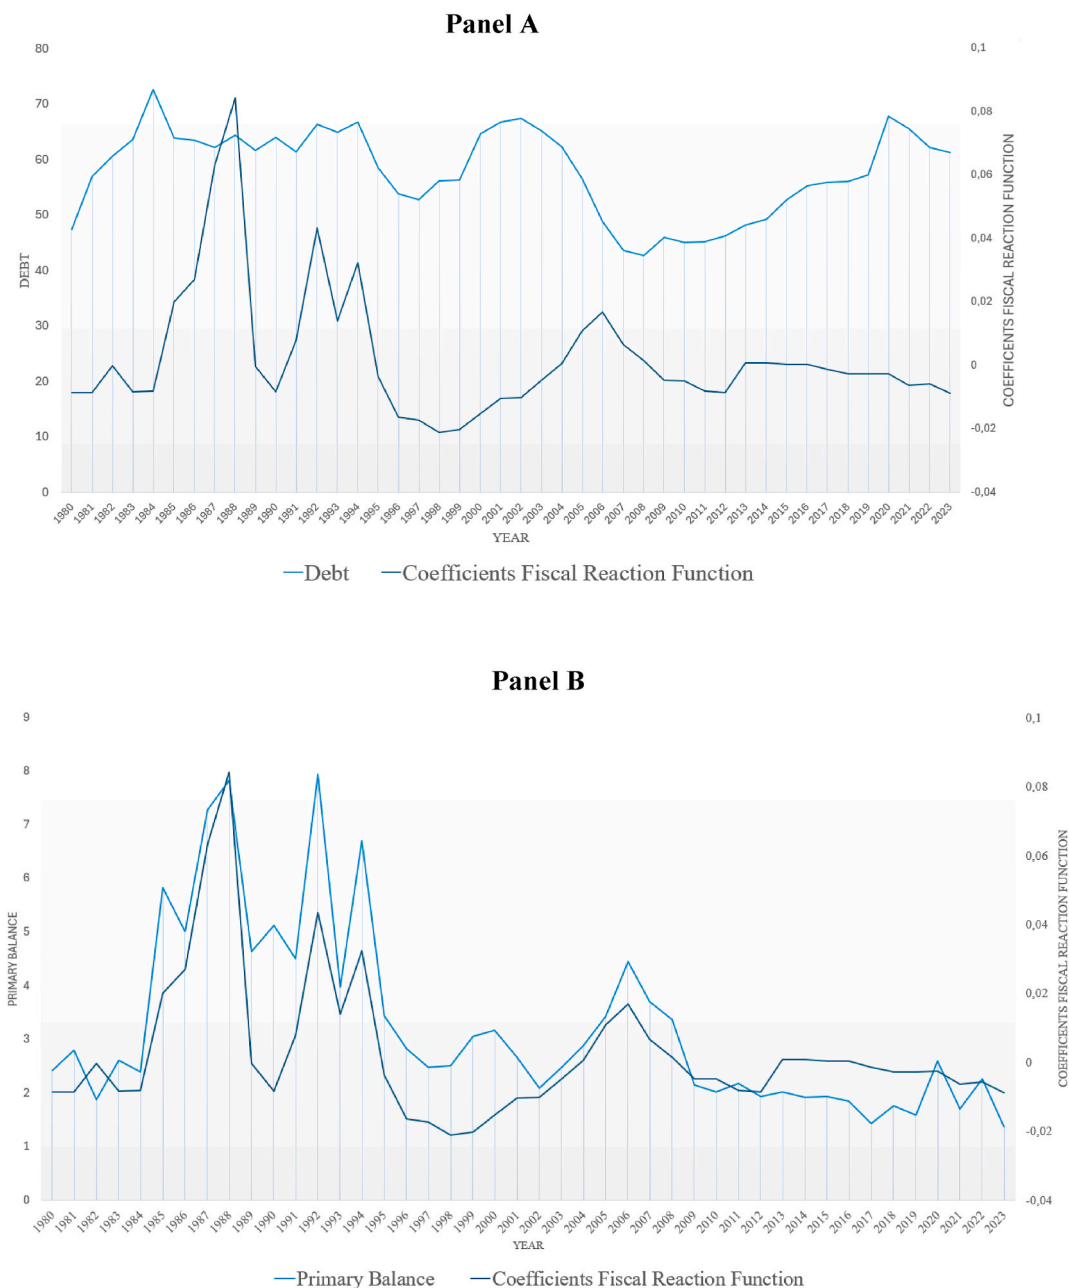 Panel A
80
70
60
50
40
30
20
10
0
DEBT
0,1
0,08
0,06
0,04
0,02
0
-0,02
-0,04
COEFFICENTS FISCAL REACTION FUNCTION
1980 1981 1982 1983 1984 1985 1986 1987 1988 1989 1990 1991 1992 1993 1994 1995 1996 1997 1998 1999 2000 2001 2002 2003 2004 2005 2006 2007 2008 2009 2010 2011 2012 2013 2014 2015 2016 2017 2018 2019 2020 2021 2022 2023
YEAR
Debt Coefficients Fiscal Reaction Function
Panel B
9
8
7
6
5
4
3
2
1
0
PRIMARY BALANCE
0,1
0,08
0,06
0,04
0,02
0
-0,02
-0,04
COEFFICENTS FISCAL REACTION FUNCTION
1980 1981 1982 1983 1984 1985 1986 1987 1988 1989 1990 1991 1992 1993 1994 1995 1996 1997 1998 1999 2000 2001 2002 2003 2004 2005 2006 2007 2008 2009 2010 2011 2012 2013 2014 2015 2016 2017 2018 2019 2020 2021 2022 2023
YEAR
Primary Balance Coefficients Fiscal Reaction Function